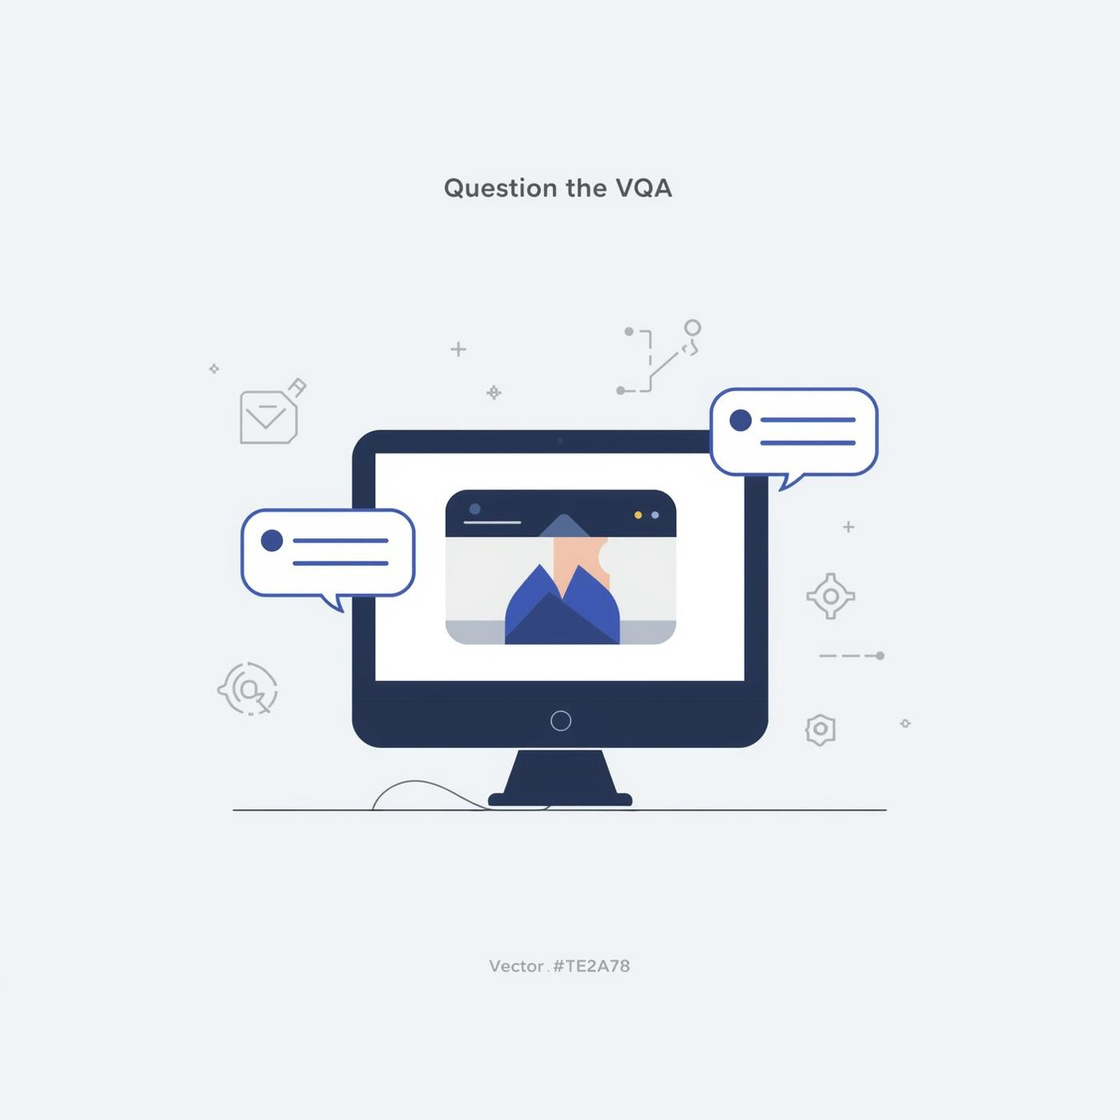 Question the VQA
Vector . #TE2A78